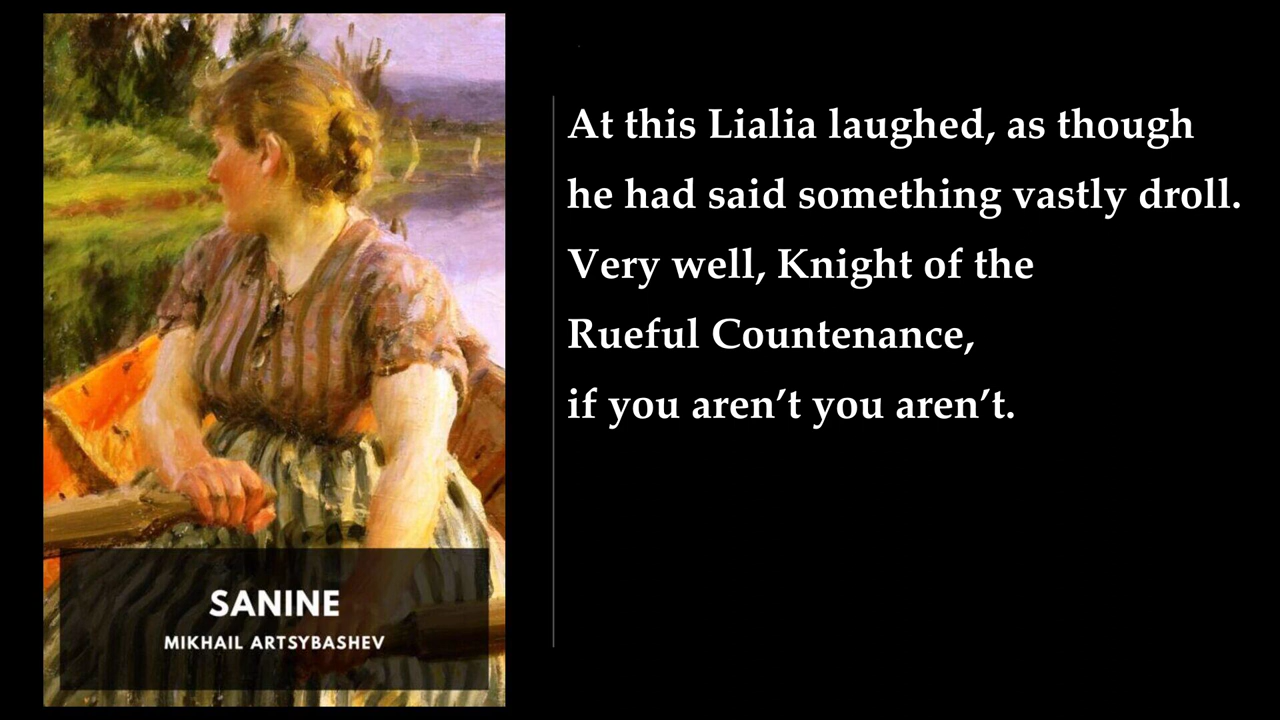 At this Lialia laughed, as though
he had said something vastly droll.
Very well, Knight of the
Rueful Countenance,
if you aren’t you aren’t.
SANINE
MIKHAIL ARTSYBASHEV